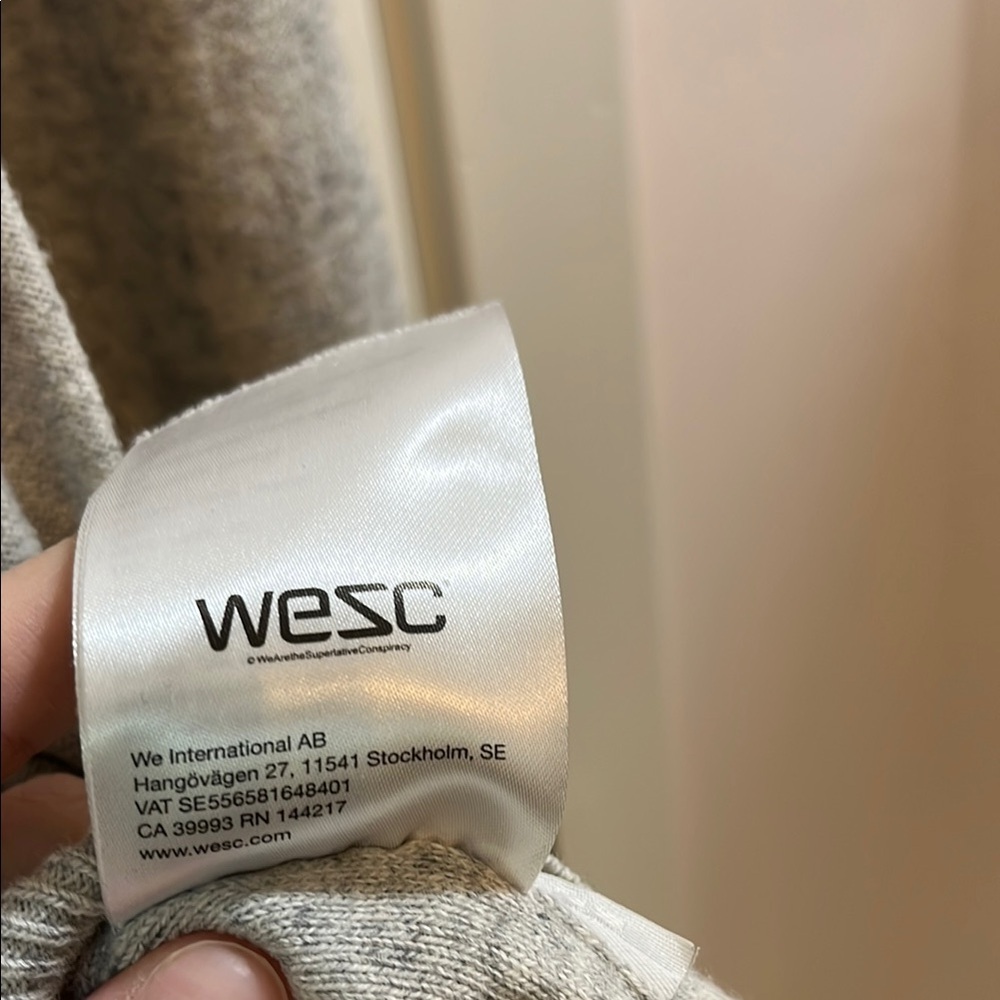 wesc
© WeAretheSuperlativeConspiracy
We International AB
Hangövägen 27, 11541 Stockholm, SE
VAT SE556581648401
CA 39993 RN 144217
www.wesc.com